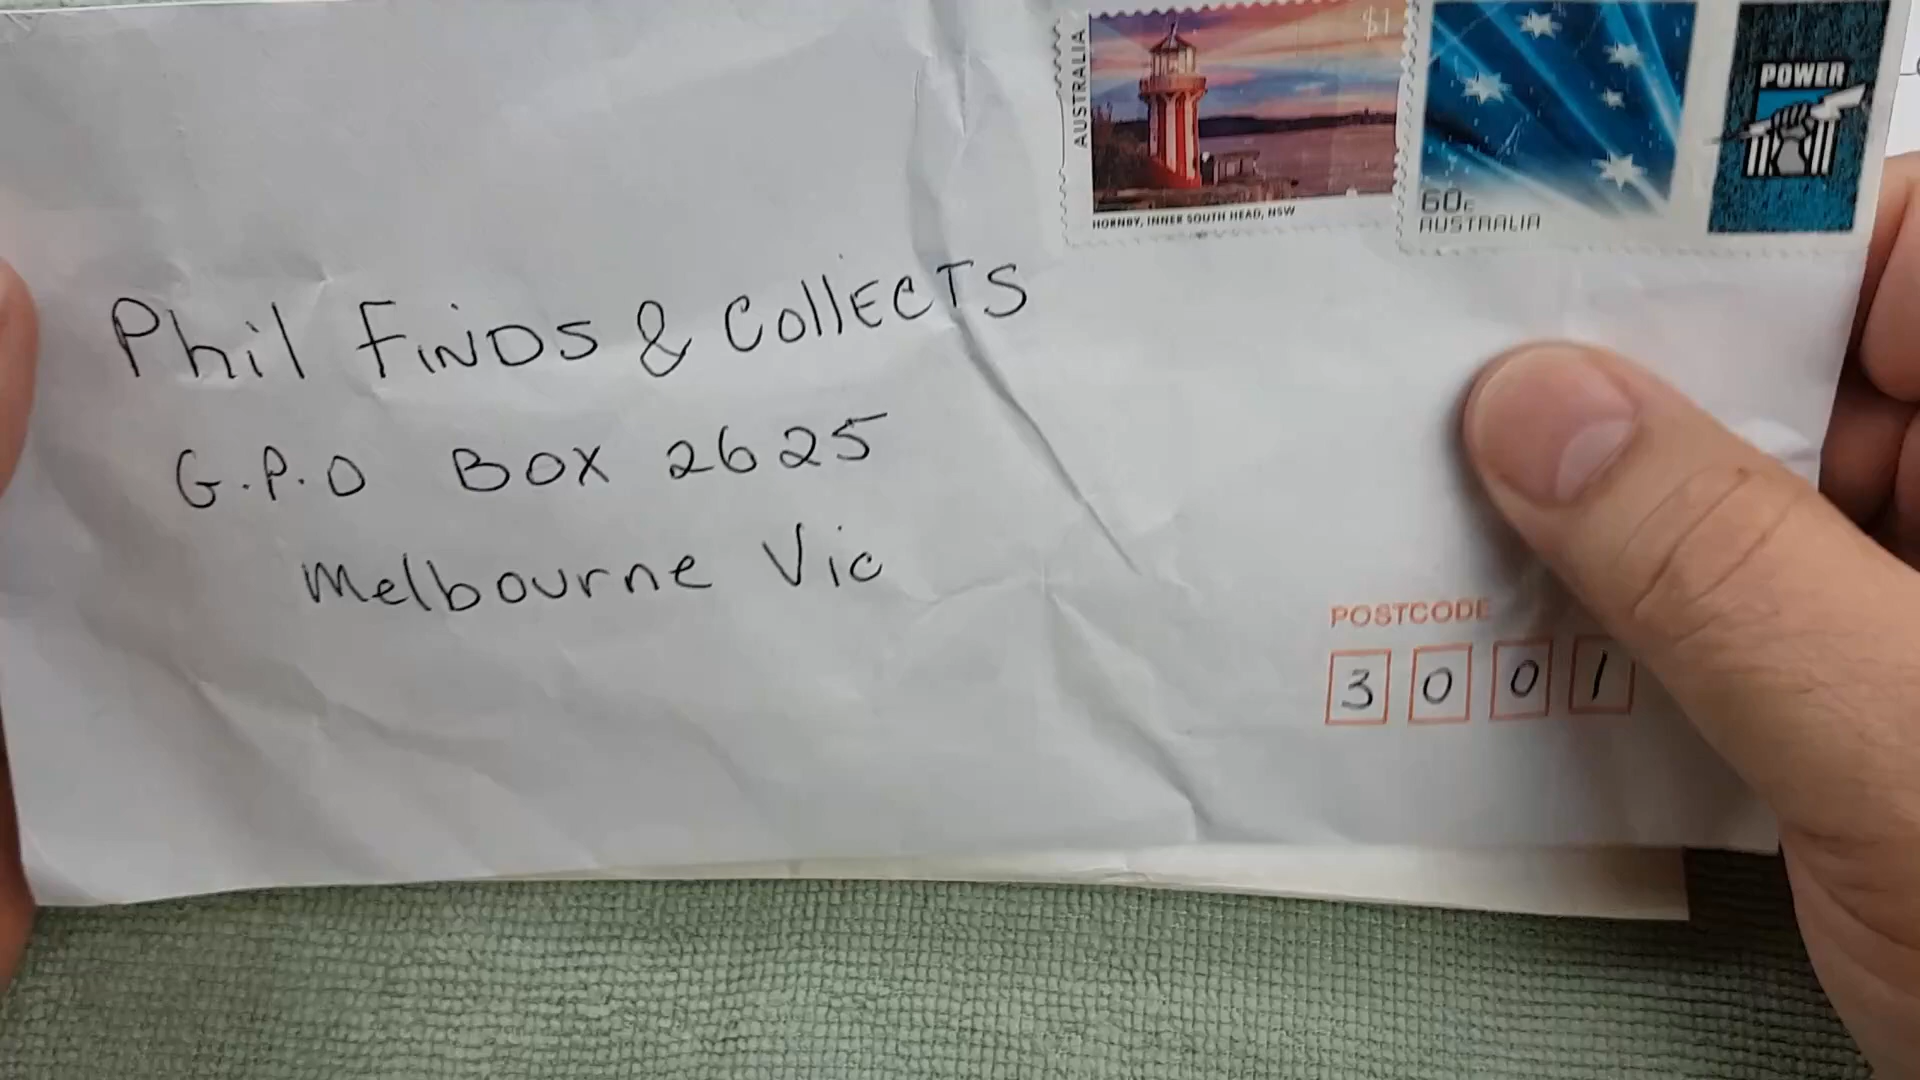 AUSTRALIA
$1
HORNBY, INNER SOUTH HEAD, NSW
60c
AUSTRALIA
POWER
Phil FiNDS & CollECTS
G.P.O BOX 2625
Melbourne Vic
POSTCODE
3001